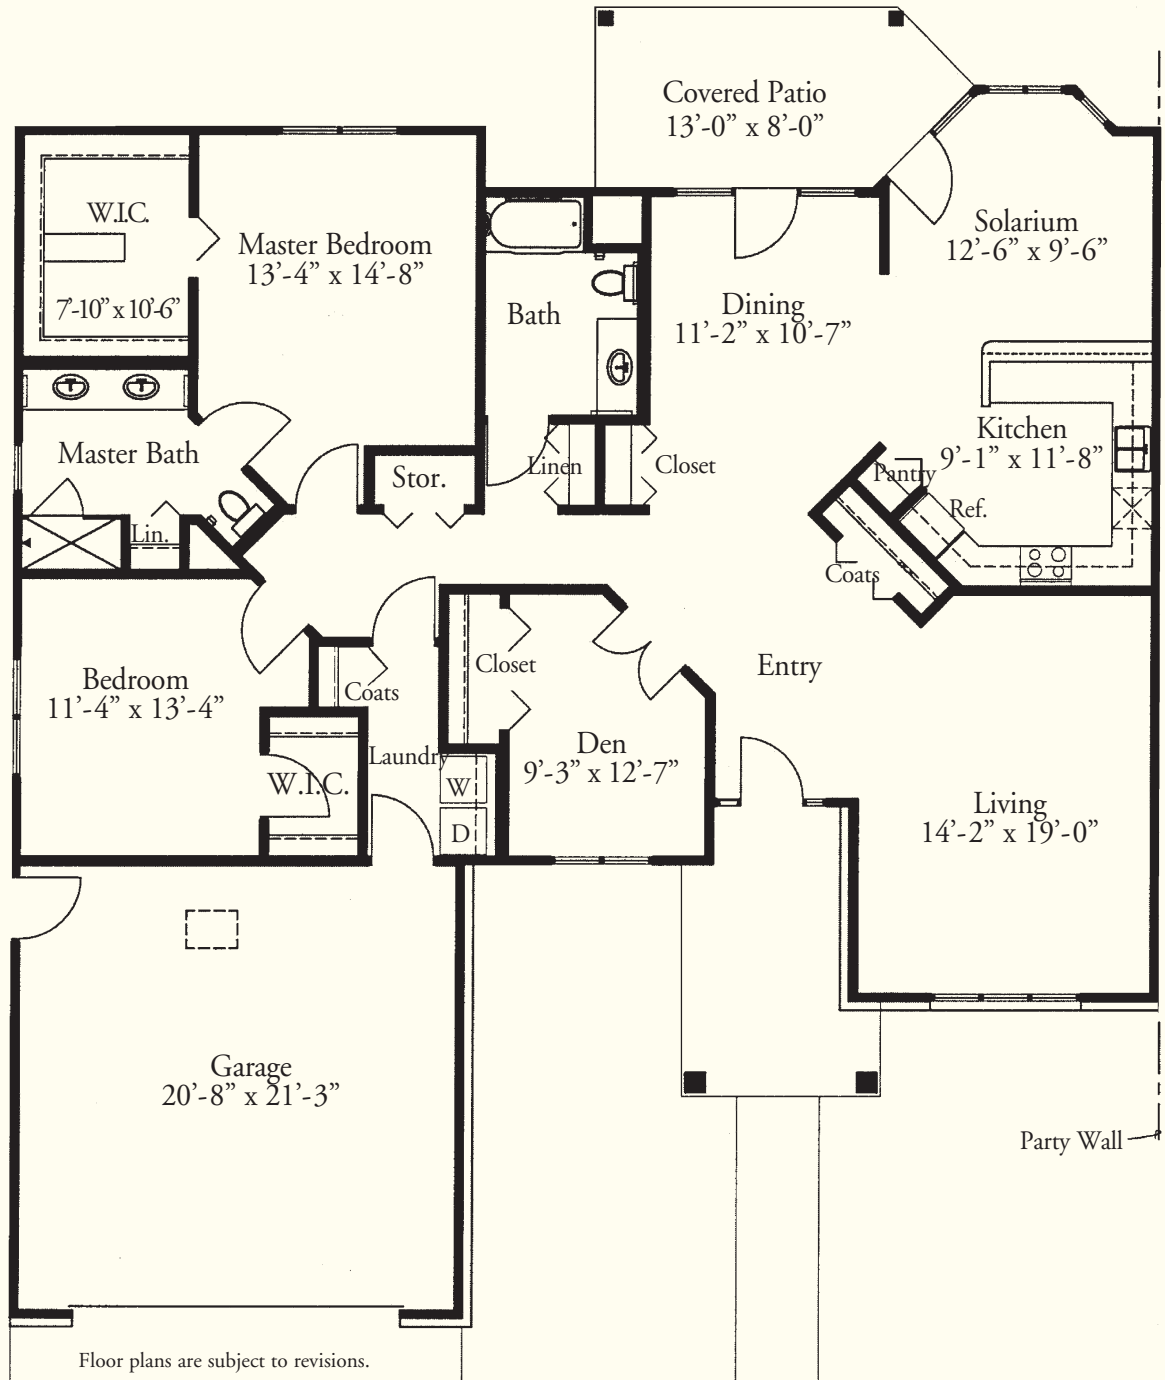 Covered Patio
13’-0” x 8’-0”
W.I.C.
7’-10” x 10’-6”
Master Bedroom
13’-4” x 14’-8”
Solarium
12’-6” x 9’-6”
Bath
Dining
11’-2” x 10’-7”
Master Bath
Stor.
Linen
Closet
Kitchen
9’-1” x 11’-8”
Pantry
Ref.
Lin.
Coats
Bedroom
11’-4” x 13’-4”
Coats
Closet
Entry
W.I.C.
Laundry
W
D
Den
9’-3” x 12’-7”
Living
14’-2” x 19’-0”
Garage
20’-8” x 21’-3”
Party Wall
Floor plans are subject to revisions.